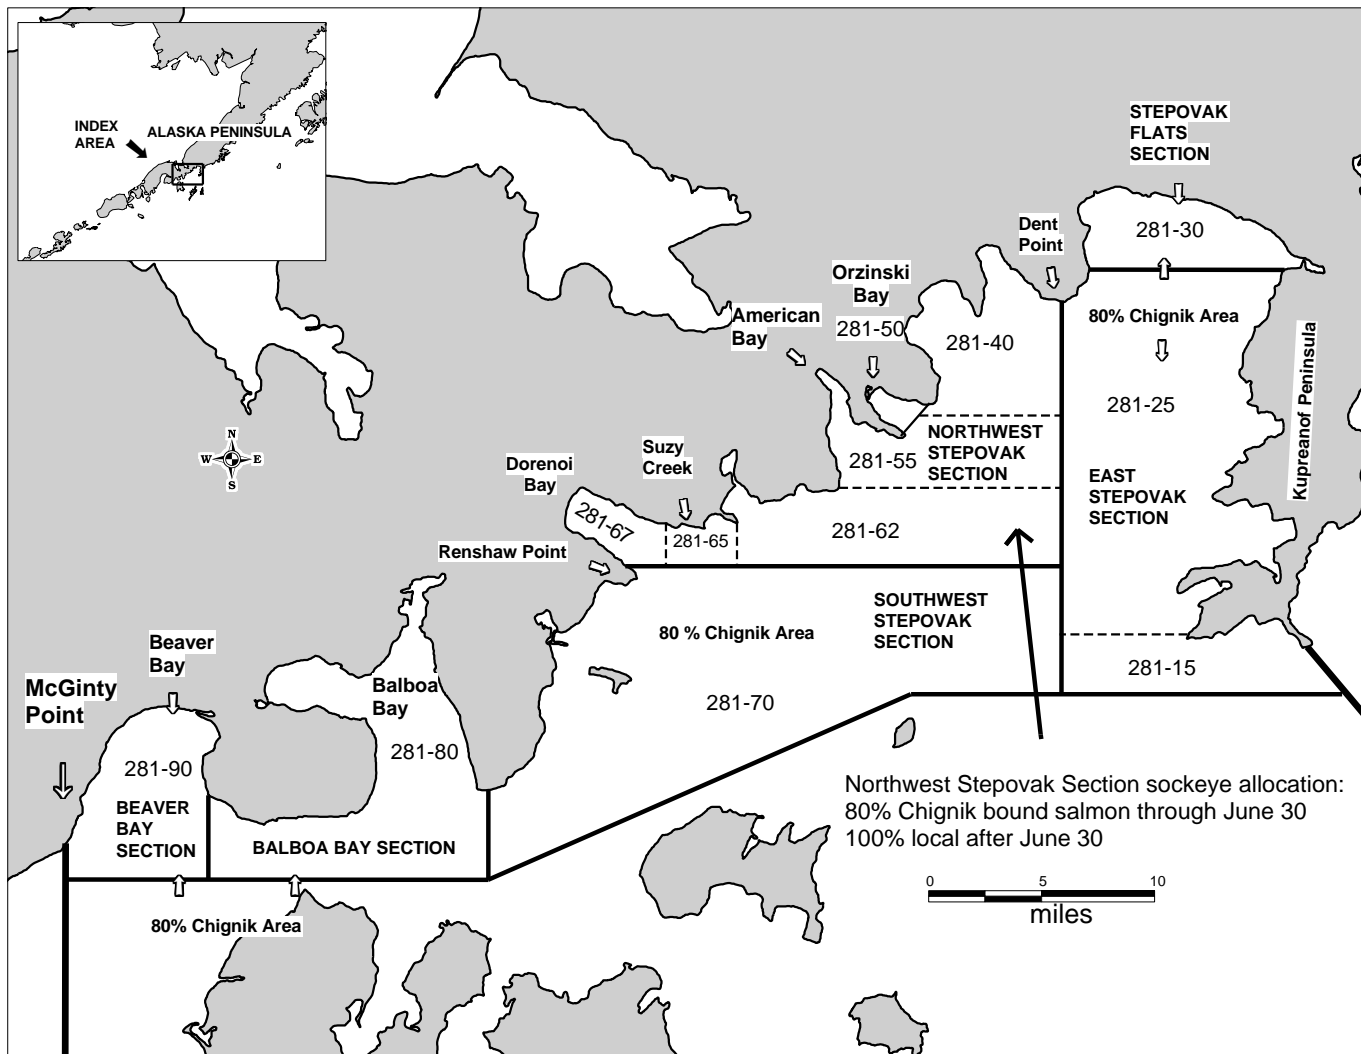 INDEX
AREA
ALASKA PENINSULA
STEPOVAK
FLATS
SECTION
281-30
Dent
Point
Orzinski
Bay
281-50
American
Bay
281-40
80% Chignik Area
281-25
Kupreanof Peninsula
N
W
E
S
NORTHWEST
STEPOVAK
SECTION
281-55
EAST
STEPOVAK
SECTION
Suzy
Creek
Dorenoi
Bay
281-67
281-65
281-62
Renshaw Point
SOUTHWEST
STEPOVAK
SECTION
80 % Chignik Area
281-15
Beaver
Bay
McGinty
Point
Balboa
Bay
281-70
281-80
281-90
BEAVER
BAY
SECTION
BALBOA BAY SECTION
80% Chignik Area
Northwest Stepovak Section sockeye allocation:
80% Chignik bound salmon through June 30
100% local after June 30
0
5
10
miles